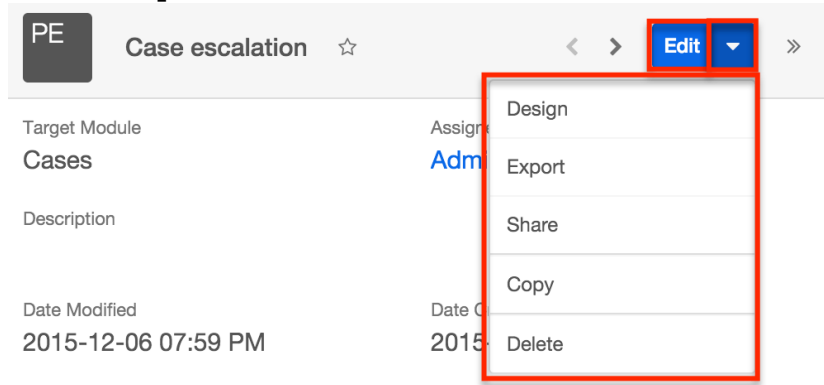 PE
Case escalation
Edit
Design
Target Module
Cases
Export
Description
Share
Copy
Date Modified
2015-12-06 07:59 PM
Delete